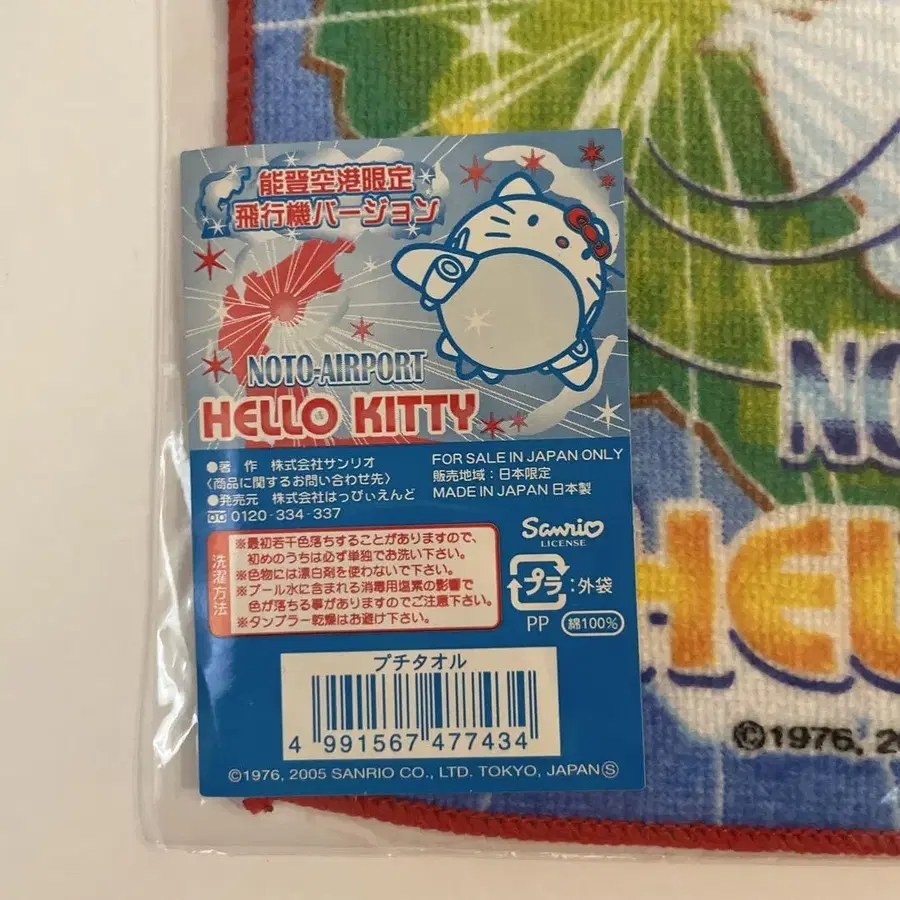 能登空港限定
飛行機バージョン
NOTO-AIRPORT
HELLO KITTY
●著 作 株式会社サンリオ
〈商品に関するお問い合わせ先〉
●発売元 株式会社はっぴぃえんど
0120-334-337
FOR SALE IN JAPAN ONLY
販売地域：日本限定
MADE IN JAPAN 日本製
洗濯方法
※最初若干色落ちすることがありますので、
初めのうちは必ず単独でお洗い下さい。
※色物には漂白剤を使わないで下さい。
※プール水に含まれる消毒用塩素の影響で
色が落ちる事がありますのでご注意下さい。
※タンブラー乾燥はお避け下さい。
Sanrio
LICENSE
プラ：外袋
PP 綿100%
プチタオル
4 991567 477434
©1976, 2005 SANRIO CO., LTD. TOKYO, JAPAN Ⓢ
©1976, 2